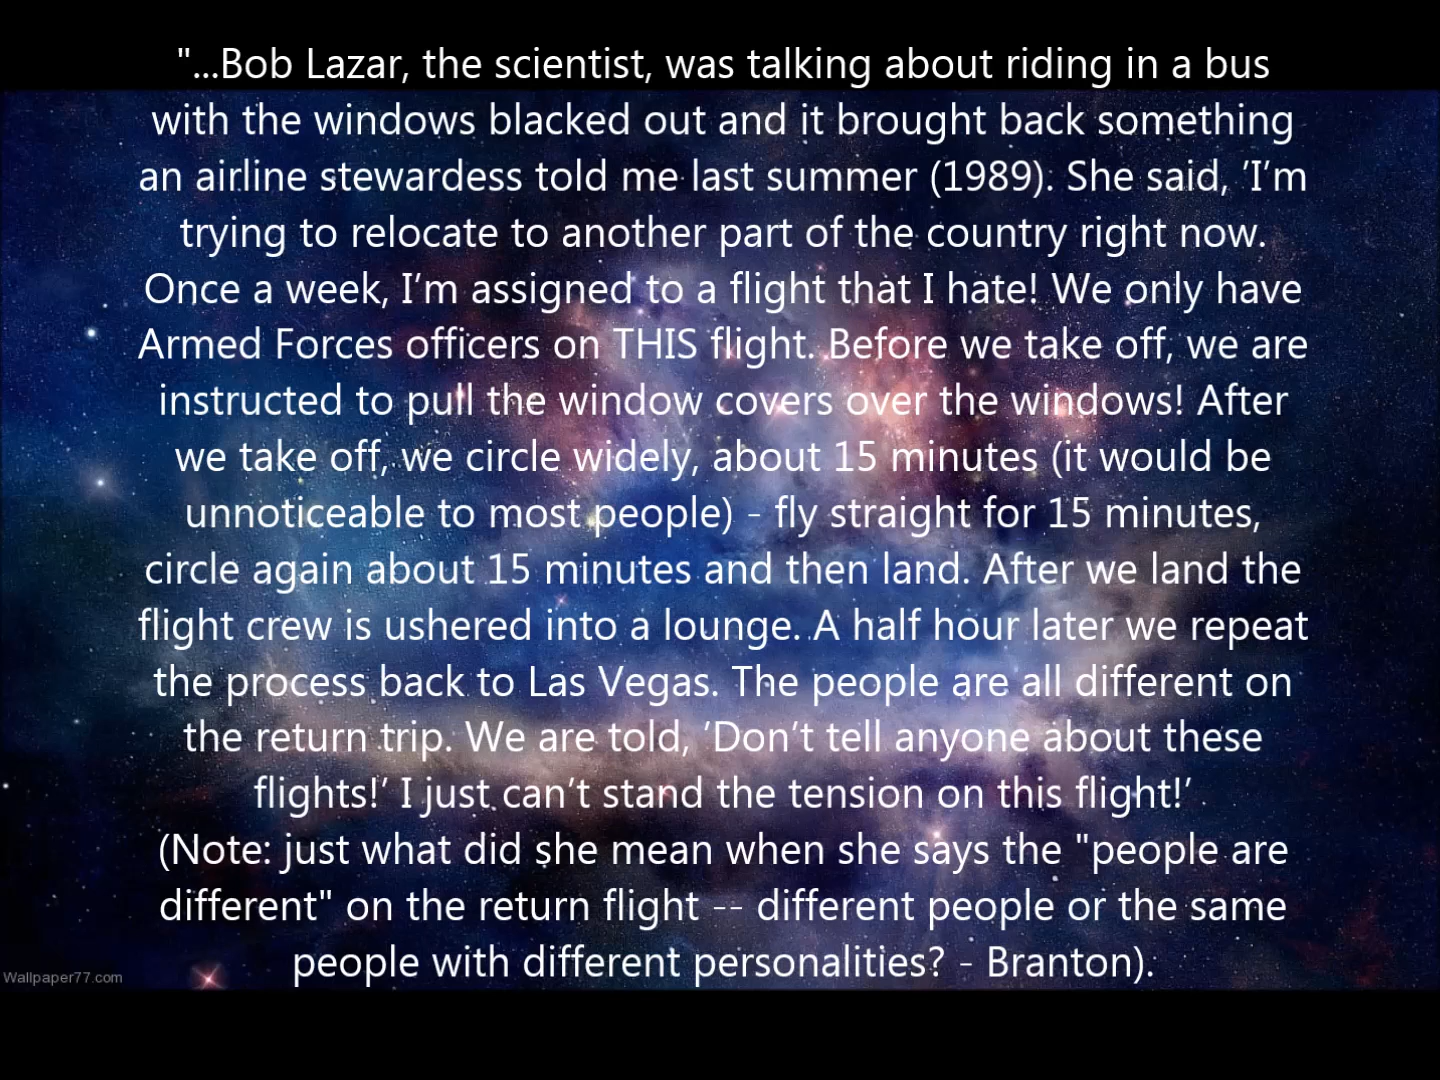 "...Bob Lazar, the scientist, was talking about riding in a bus
with the windows blacked out and it brought back something
an airline stewardess told me last summer (1989). She said, ’I’m
trying to relocate to another part of the country right now.
Once a week, I’m assigned to a flight that I hate! We only have
Armed Forces officers on THIS flight. Before we take off, we are
instructed to pull the window covers over the windows! After
we take off, we circle widely, about 15 minutes (it would be
unnoticeable to most people) - fly straight for 15 minutes,
circle again about 15 minutes and then land. After we land the
flight crew is ushered into a lounge. A half hour later we repeat
the process back to Las Vegas. The people are all different on
the return trip. We are told, ’Don’t tell anyone about these
flights!’ I just can’t stand the tension on this flight!’
(Note: just what did she mean when she says the "people are
different" on the return flight -- different people or the same
people with different personalities? - Branton).
Wallpaper77.com